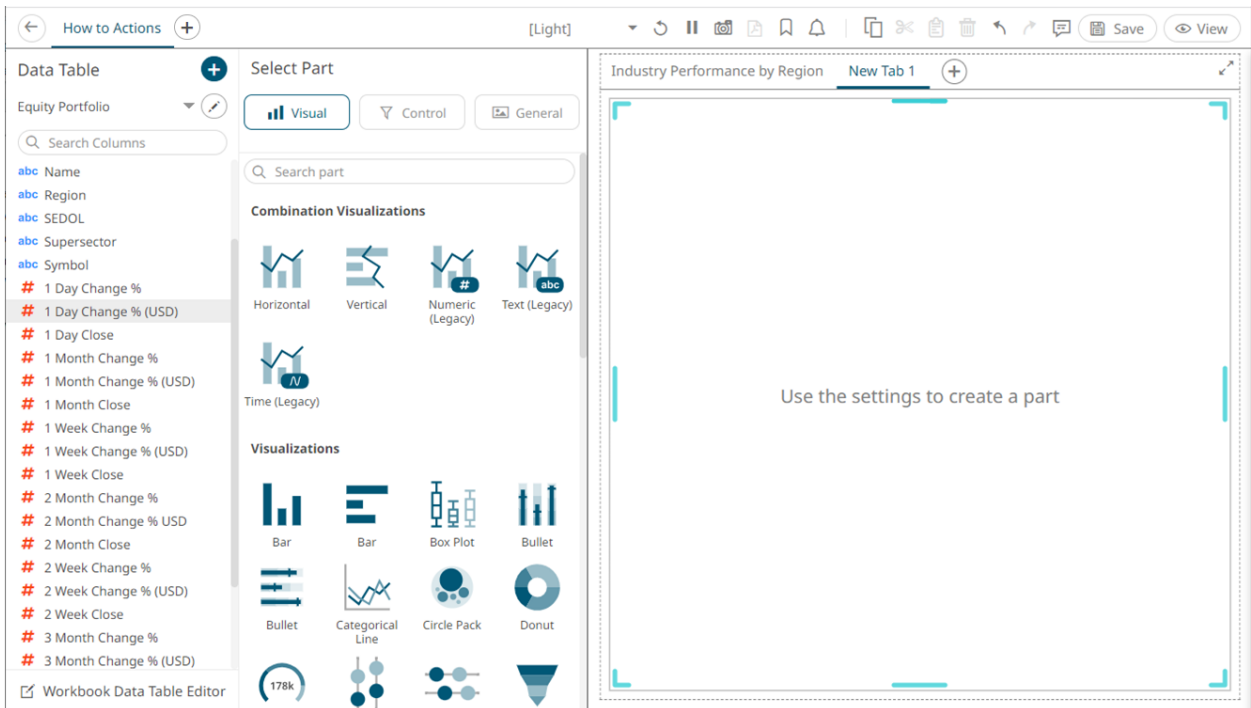 How to Actions
[Light]
Save
View
Data Table
Equity Portfolio
Search Columns
abc Name
abc Region
abc SEDOL
abc Supersector
abc Symbol
# 1 Day Change %
# 1 Day Change % (USD)
# 1 Day Close
# 1 Month Change %
# 1 Month Change % (USD)
# 1 Month Close
# 1 Week Change %
# 1 Week Change % (USD)
# 1 Week Close
# 2 Month Change %
# 2 Month Change % USD
# 2 Month Close
# 2 Week Change %
# 2 Week Change % (USD)
# 2 Week Close
# 3 Month Change %
# 3 Month Change % (USD)
Workbook Data Table Editor
Select Part
Visual
Control
General
Search part
Combination Visualizations
#
abc
Horizontal
Vertical
Numeric
(Legacy)
Text (Legacy)
N
Time (Legacy)
Visualizations
Bar
Bar
Box Plot
Bullet
Bullet
Categorical
Line
Circle Pack
Donut
178k
Industry Performance by Region
New Tab 1
Use the settings to create a part